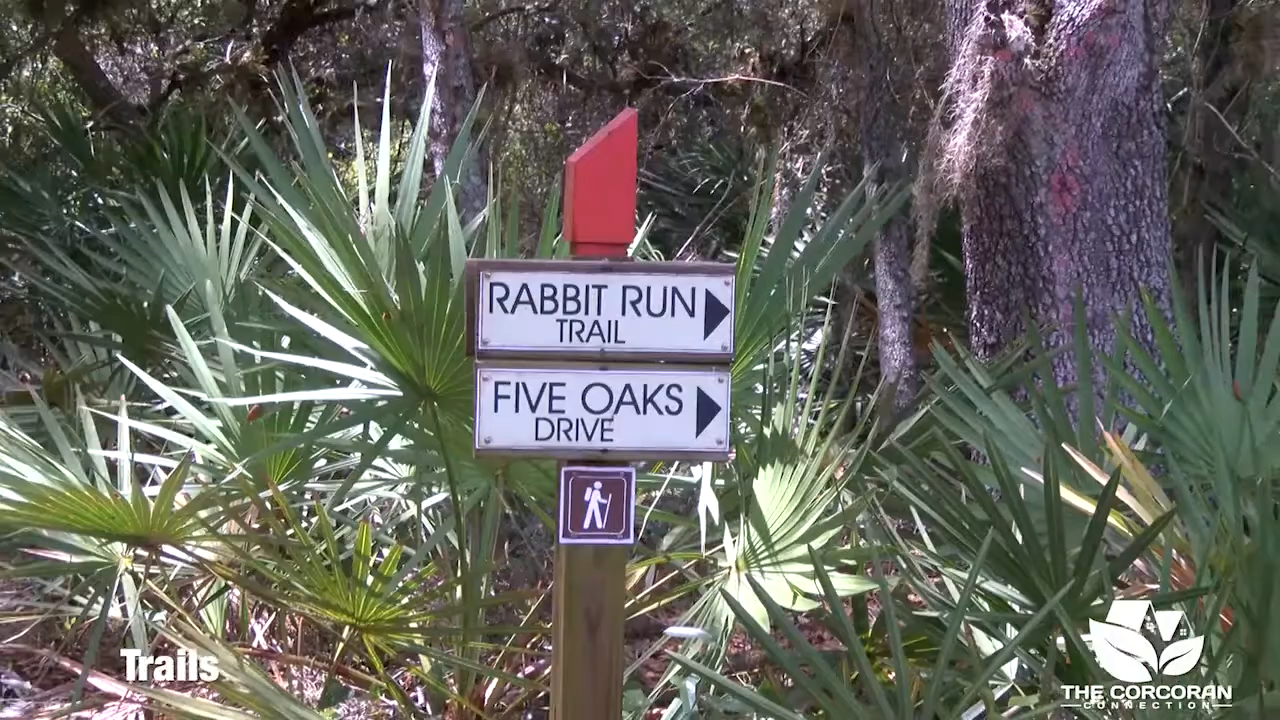 RABBIT RUN
TRAIL
FIVE OAKS
DRIVE
Trails
THE CORCORAN
CONNECTION